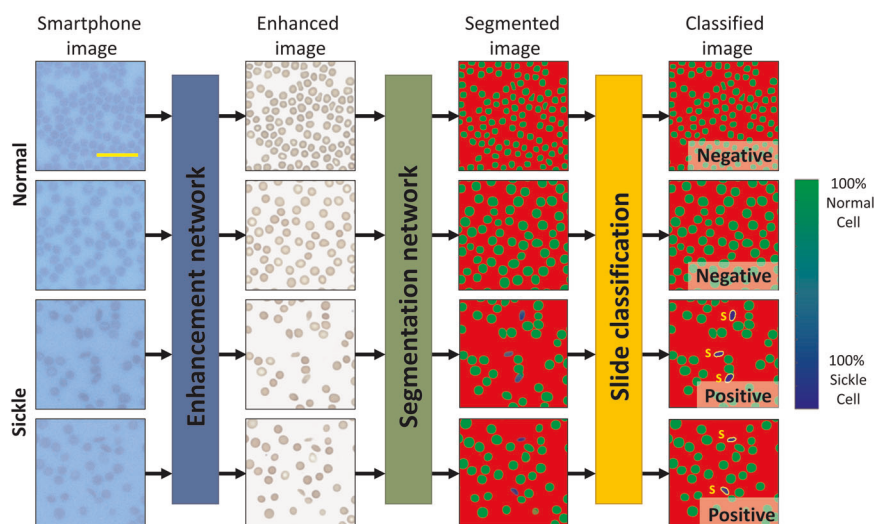 Smartphone
image
Enhanced
image
Segmented
image
Classified
image
Normal
Sickle
Enhancement network
Segmentation network
Slide classification
Negative
Negative
S
S
S
Positive
S
S
Positive
100%
Normal
Cell
100%
Sickle
Cell